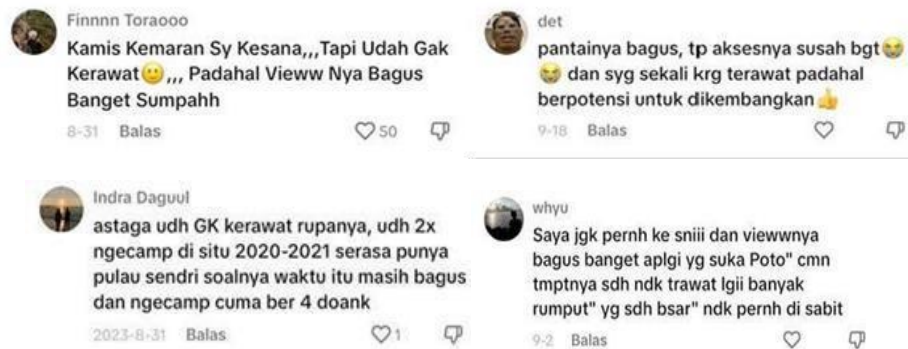 Finnnn Toraooo
Kamis Kemaran Sy Kesana,,,Tapi Udah Gak
Kerawat🙂,,, Padahal Vieww Nya Bagus
Banget Sumpahh
8-31 Balas 50
det
pantainya bagus, tp aksesnya susah bgt😭
😭 dan syg sekali krg terawat padahal
berpotensi untuk dikembangkan👍
9-18 Balas
Indra Daguul
astaga udh GK kerawat rupanya, udh 2x
ngecamp di situ 2020-2021 serasa punya
pulau sendri soalnya waktu itu masih bagus
dan ngecamp cuma ber 4 doank
2023-8-31 Balas 1
whyu
Saya jgk pernh ke sniii dan viewwnya
bagus banget aplgi yg suka Poto" cmn
tmptnya sdh ndk trawat lgii banyak
rumput" yg sdh bsar" ndk pernh di sabit
9-2 Balas